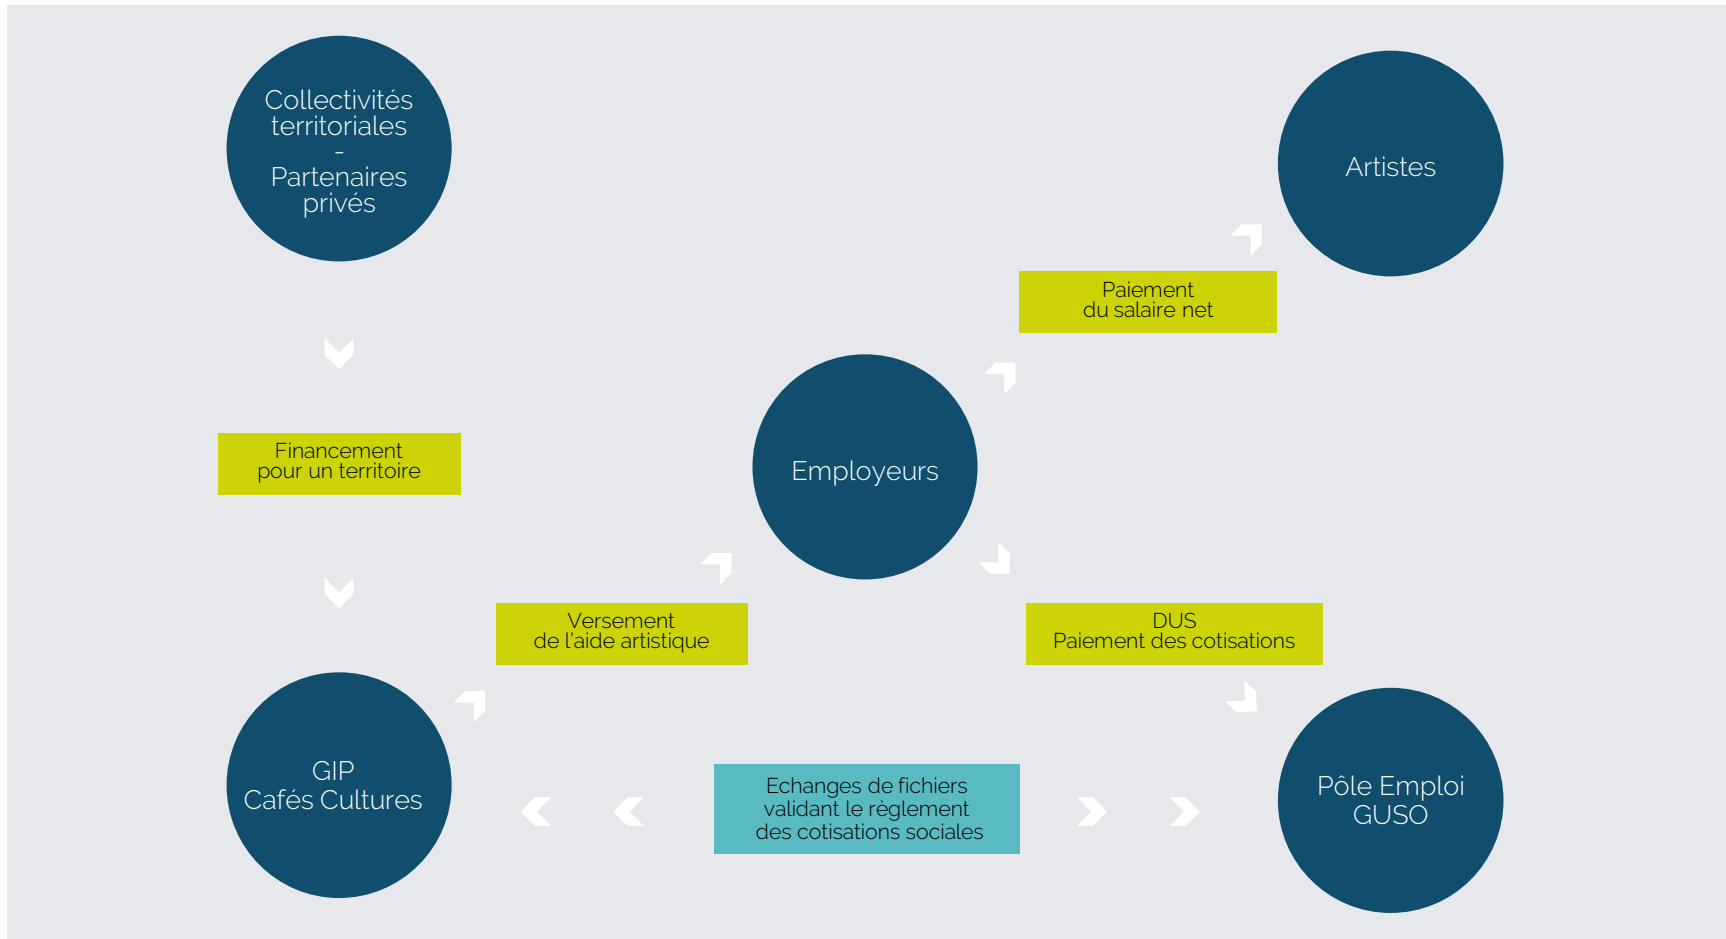 Collectivités
territoriales
-
Partenaires
privés
Artistes
Paiement
du salaire net
Financement
pour un territoire
Employeurs
Versement
de l'aide artistique
DUS
Paiement des cotisations
GIP
Cafés Cultures
Echanges de fichiers
validant le règlement
des cotisations sociales
Pôle Emploi
GUSO